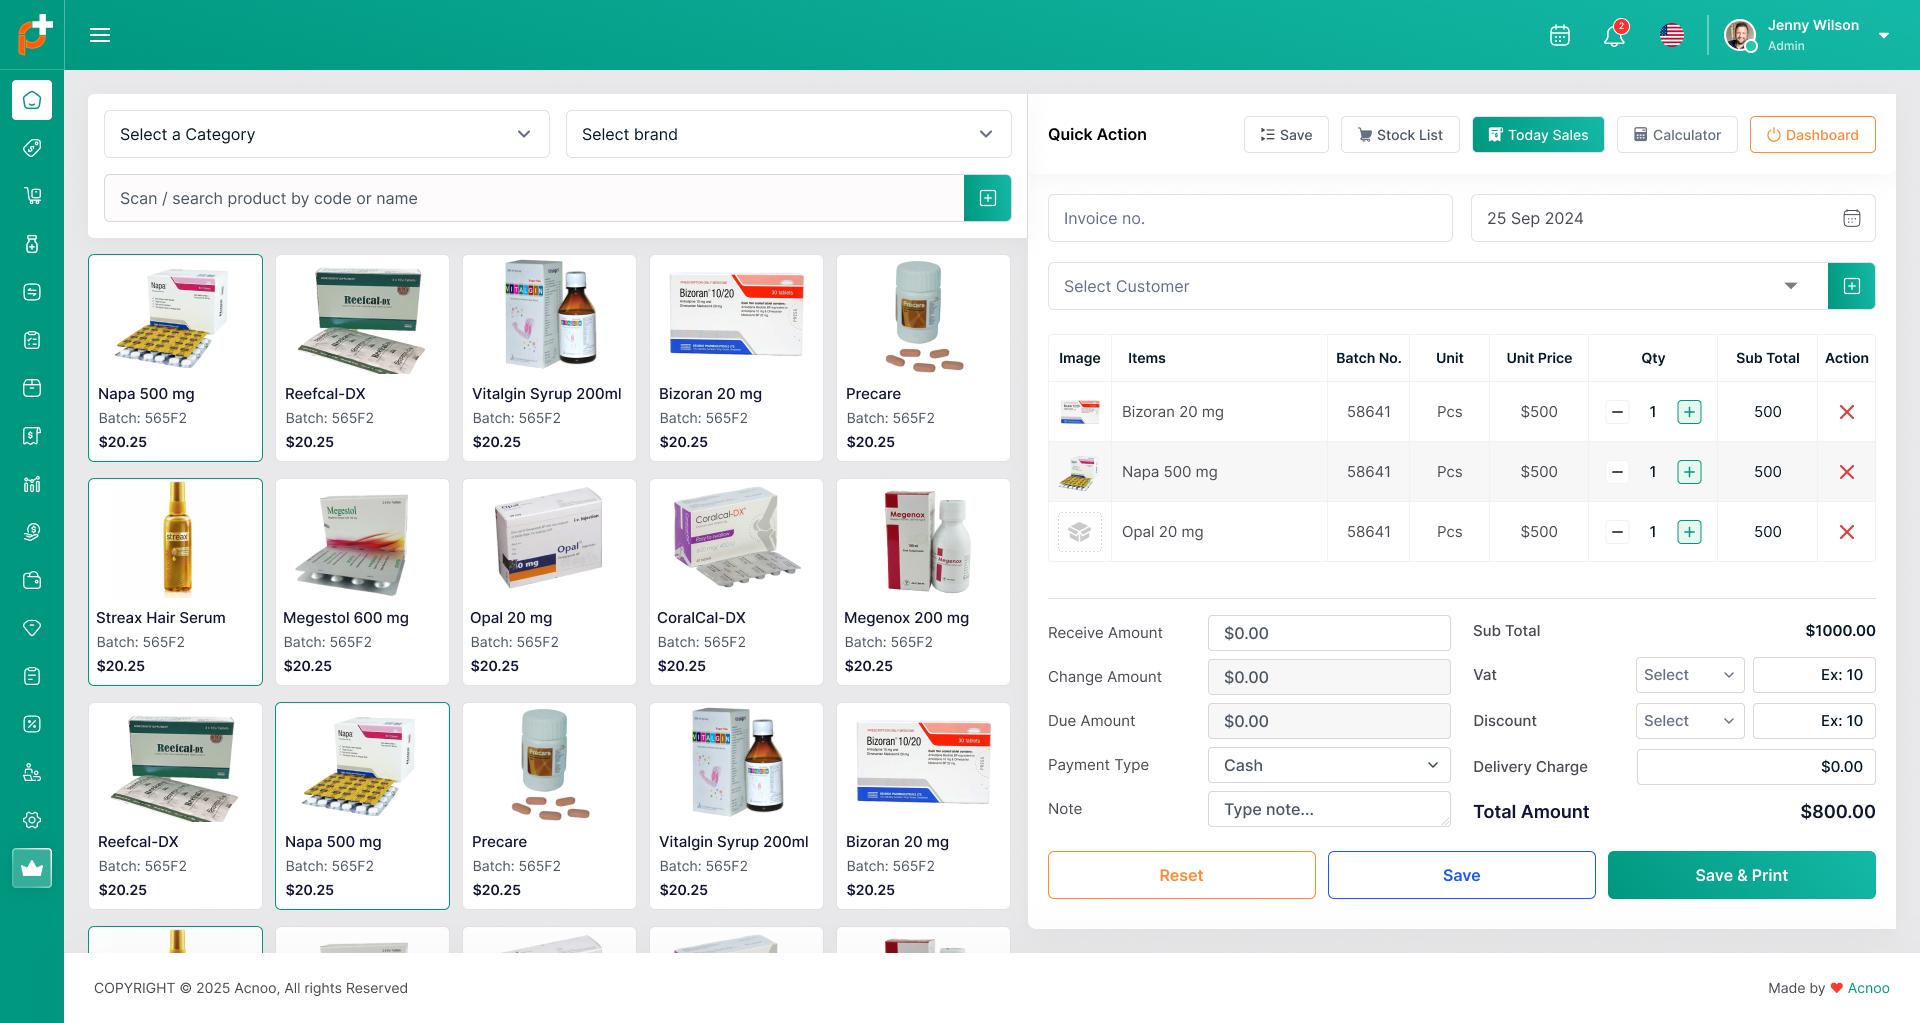 2
Jenny Wilson
Admin
Select a Category
Select brand
Scan / search product by code or name
Napa 500 mg
Batch: 565F2
$20.25
Reefcal-DX
Batch: 565F2
$20.25
Vitalgin Syrup 200ml
Batch: 565F2
$20.25
Bizoran 20 mg
Batch: 565F2
$20.25
Precare
Batch: 565F2
$20.25
Streax Hair Serum
Batch: 565F2
$20.25
Megestol 600 mg
Batch: 565F2
$20.25
Opal 20 mg
Batch: 565F2
$20.25
CoralCal-DX
Batch: 565F2
$20.25
Megenox 200 mg
Batch: 565F2
$20.25
Reefcal-DX
Batch: 565F2
$20.25
Napa 500 mg
Batch: 565F2
$20.25
Precare
Batch: 565F2
$20.25
Vitalgin Syrup 200ml
Batch: 565F2
$20.25
Bizoran 20 mg
Batch: 565F2
$20.25
Quick Action
Save
Stock List
Today Sales
Calculator
Dashboard
Invoice no.
25 Sep 2024
Select Customer
Image Items Batch No. Unit Unit Price Qty Sub Total Action
Bizoran 20 mg 58641 Pcs $500 1 500
Napa 500 mg 58641 Pcs $500 1 500
Opal 20 mg 58641 Pcs $500 1 500
Receive Amount $0.00
Change Amount $0.00
Due Amount $0.00
Payment Type Cash
Note Type note...
Sub Total $1000.00
Vat Select Ex: 10
Discount Select Ex: 10
Delivery Charge $0.00
Total Amount $800.00
Reset
Save
Save & Print
COPYRIGHT © 2025 Acnoo, All rights Reserved
Made by ❤ Acnoo